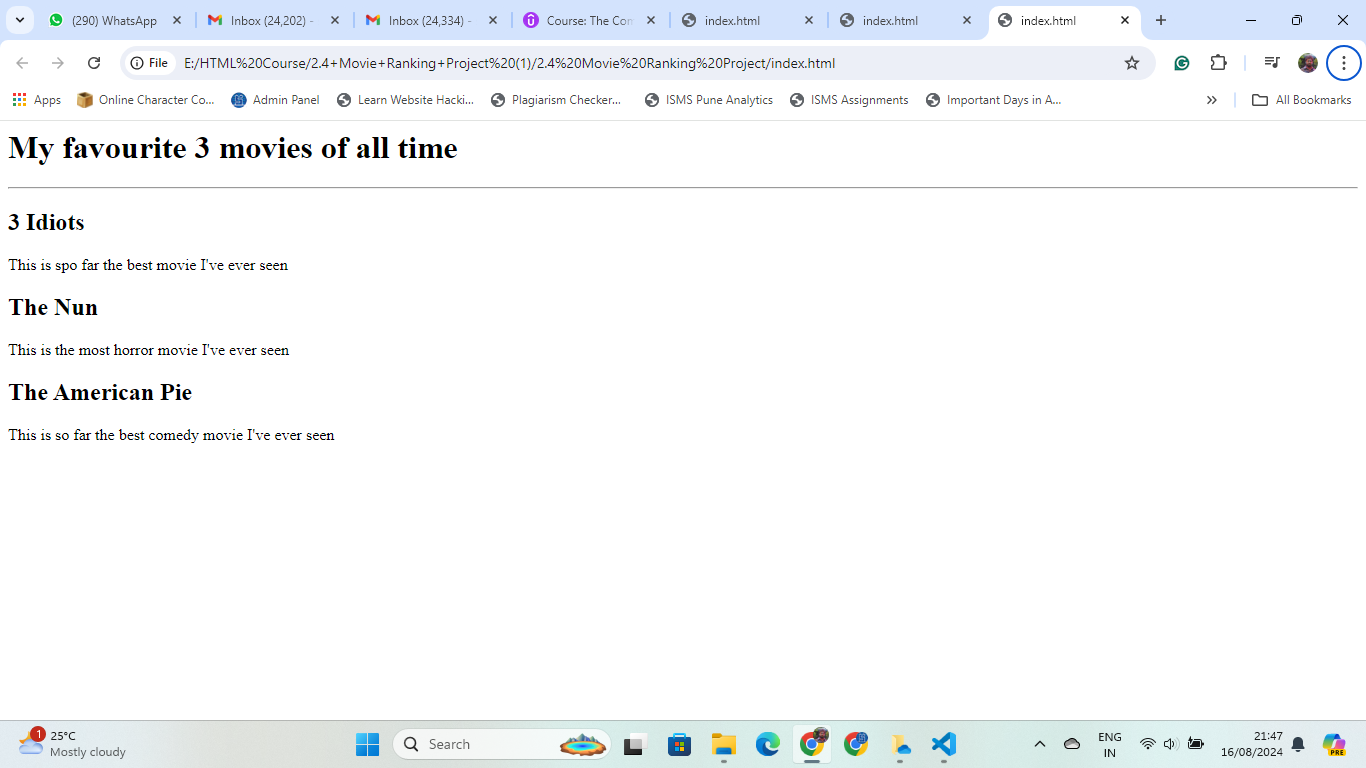 (290) WhatsApp
Inbox (24,202) -
Inbox (24,334) -
Course: The Con
index.html
index.html
index.html
File
E:/HTML%20Course/2.4+Movie+Ranking+Project%20(1)/2.4%20Movie%20Ranking%20Project/index.html
Apps
Online Character Co...
Admin Panel
Learn Website Hacki...
Plagiarism Checker...
ISMS Pune Analytics
ISMS Assignments
Important Days in A...
All Bookmarks
My favourite 3 movies of all time
3 Idiots
This is spo far the best movie I've ever seen
The Nun
This is the most horror movie I've ever seen
The American Pie
This is so far the best comedy movie I've ever seen
1
25°C
Mostly cloudy
Search
ENG
IN
21:47
16/08/2024
PRE